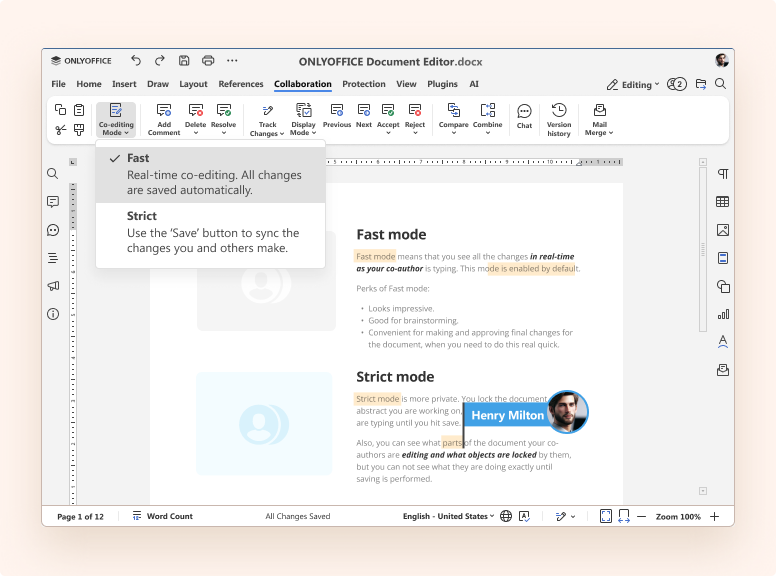 ONLYOFFICE
ONLYOFFICE Document Editor.docx
File Home Insert Draw Layout References Collaboration Protection View Plugins AI
Editing 2
Co-editing Mode
Add Comment
Delete
Resolve
Track Changes
Display Mode
Previous
Next
Accept
Reject
Compare
Combine
Chat
Version history
Mail Merge
Fast
Real-time co-editing. All changes
are saved automatically.
Strict
Use the ‘Save’ button to sync the
changes you and others make.
5 6 7 8 9 10 11
Fast mode
Fast mode means that you see all the changes in real-time
as your co-author is typing. This mode is enabled by default.
Perks of Fast mode:
• Looks impressive.
• Good for brainstorming,
• Convenient for making and approving final changes for
the document, when you need to do this real quick.
Strict mode
Strict mode is more private. You lock the document
abstract you are working on,
are typing until you hit save.
Henry Milton
Also, you can see what parts of the document your co-
authors are editing and what objects are locked by them,
but you can not see what they are doing exactly until
saving is performed.
Page 1 of 12 Word Count All Changes Saved English - United States Zoom 100%